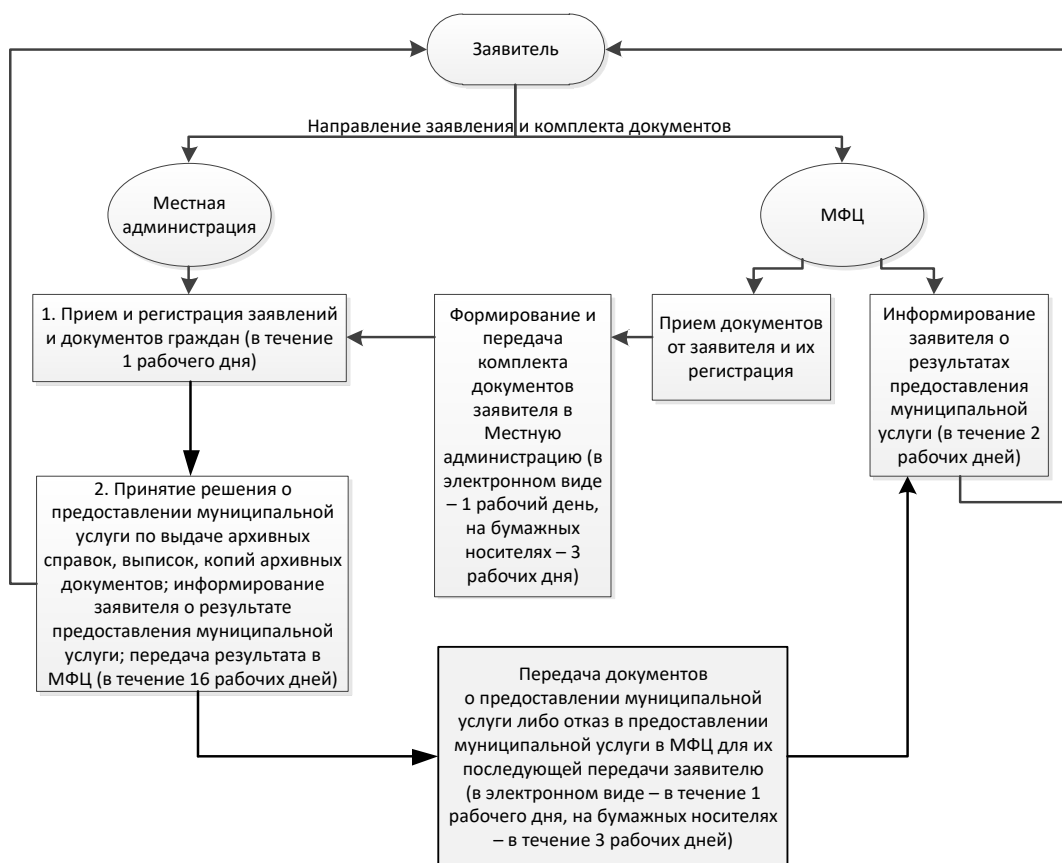 Заявитель
Направление заявления и комплекта документов
Местная
администрация
МФЦ
1. Прием и регистрация заявлений
и документов граждан (в течение
1 рабочего дня)
Формирование и
передача
комплекта
документов
заявителя в
Местную
администрацию (в
электронном виде
– 1 рабочий день,
на бумажных
носителях – 3
рабочих дня)
Прием документов
от заявителя и их
регистрация
Информирование
заявителя о
результатах
предоставления
муниципальной
услуги (в течение 2
рабочих дней)
2. Принятие решения о
предоставлении муниципальной
услуги по выдаче архивных
справок, выписок, копий архивных
документов; информирование
заявителя о результате
предоставления муниципальной
услуги; передача результата в
МФЦ (в течение 16 рабочих дней)
Передача документов
о предоставлении муниципальной
услуги либо отказ в предоставлении
муниципальной услуги в МФЦ для их
последующей передачи заявителю
(в электронном виде – в течение 1
рабочего дня, на бумажных носителях
– в течение 3 рабочих дней)